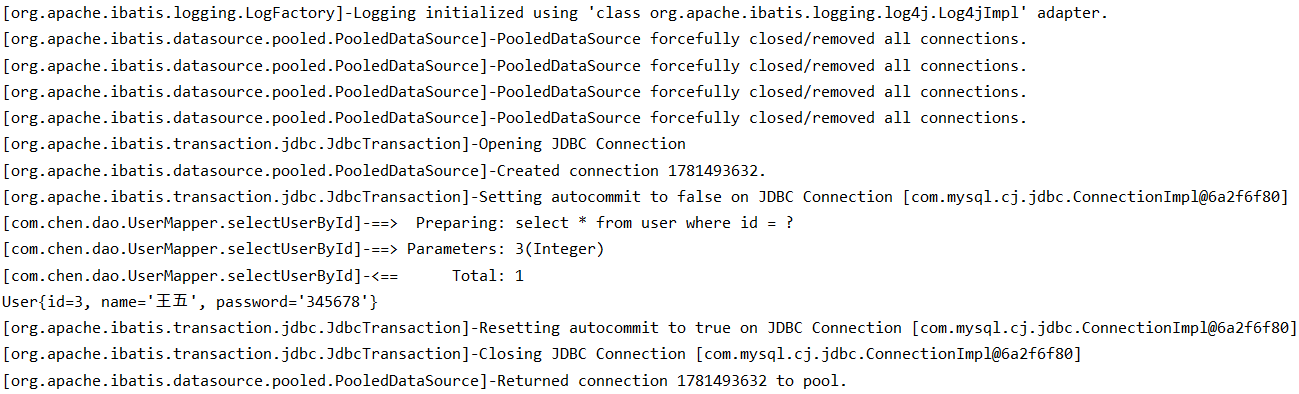 [org.apache.ibatis.logging.LogFactory]-Logging initialized using 'class org.apache.ibatis.logging.log4j.Log4jImpl' adapter.
[org.apache.ibatis.datasource.pooled.PooledDataSource]-PooledDataSource forcefully closed/removed all connections.
[org.apache.ibatis.datasource.pooled.PooledDataSource]-PooledDataSource forcefully closed/removed all connections.
[org.apache.ibatis.datasource.pooled.PooledDataSource]-PooledDataSource forcefully closed/removed all connections.
[org.apache.ibatis.datasource.pooled.PooledDataSource]-PooledDataSource forcefully closed/removed all connections.
[org.apache.ibatis.transaction.jdbc.JdbcTransaction]-Opening JDBC Connection
[org.apache.ibatis.datasource.pooled.PooledDataSource]-Created connection 1781493632.
[org.apache.ibatis.transaction.jdbc.JdbcTransaction]-Setting autocommit to false on JDBC Connection [com.mysql.cj.jdbc.ConnectionImpl@6a2f6f80]
[com.chen.dao.UserMapper.selectUserById]-==>  Preparing: select * from user where id = ?
[com.chen.dao.UserMapper.selectUserById]-==> Parameters: 3(Integer)
[com.chen.dao.UserMapper.selectUserById]-<==      Total: 1
User{id=3, name='王五', password='345678'}
[org.apache.ibatis.transaction.jdbc.JdbcTransaction]-Resetting autocommit to true on JDBC Connection [com.mysql.cj.jdbc.ConnectionImpl@6a2f6f80]
[org.apache.ibatis.transaction.jdbc.JdbcTransaction]-Closing JDBC Connection [com.mysql.cj.jdbc.ConnectionImpl@6a2f6f80]
[org.apache.ibatis.datasource.pooled.PooledDataSource]-Returned connection 1781493632 to pool.